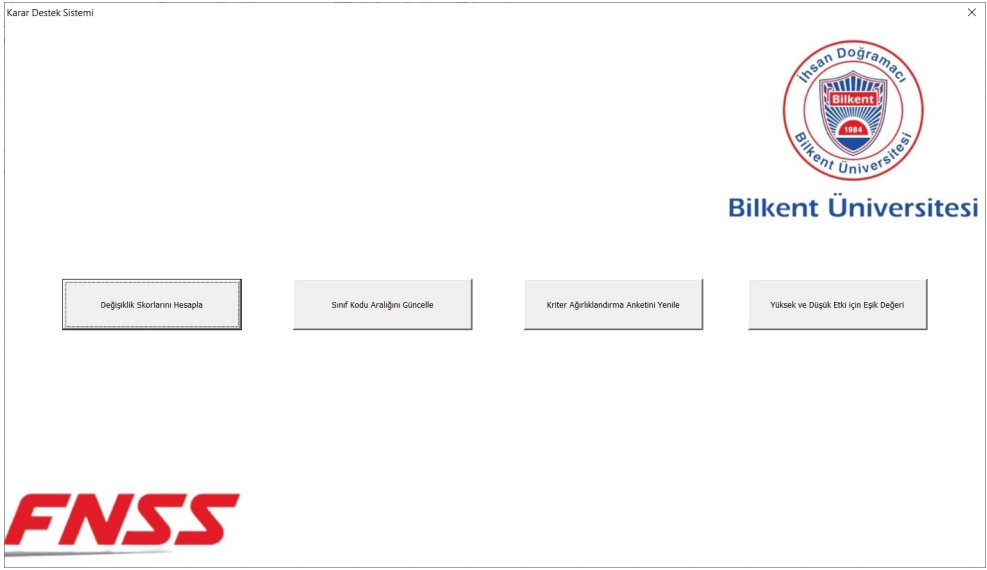 Karar Destek Sistemi
İhsan Doğramacı
Bilkent
1984
Bilkent Üniversitesi
Bilkent Üniversitesi
Değişiklik Skorlarını Hesapla
Sınıf Kodu Aralığını Güncelle
Kriter Ağırlıklandırma Anketini Yenile
Yüksek ve Düşük Etki için Eşik Değeri
FNSS